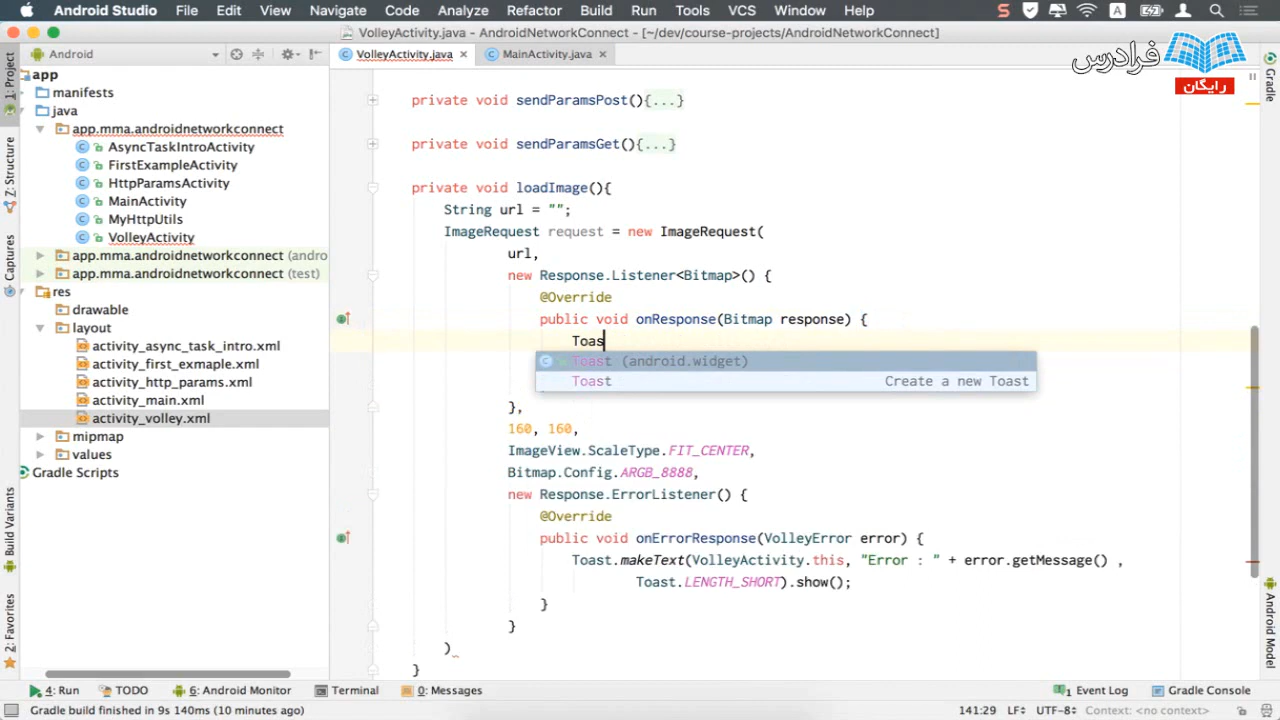 Android Studio File Edit View Navigate Code Analyze Refactor Build Run Tools VCS Window Help
VolleyActivity.java - AndroidNetworkConnect - [~/dev/course-projects/AndroidNetworkConnect]
Android
VolleyActivity.java
MainActivity.java
فرادرس
رایگان
1: Project
Z: Structure
Captures
Build Variants
2: Favorites
app
manifests
java
app.mma.androidnetworkconnect
AsyncTaskIntroActivity
FirstExampleActivity
HttpParamsActivity
MainActivity
MyHttpUtils
VolleyActivity
app.mma.androidnetworkconnect (andro
app.mma.androidnetworkconnect (test)
res
drawable
layout
activity_async_task_intro.xml
activity_first_exmaple.xml
activity_http_params.xml
activity_main.xml
activity_volley.xml
mipmap
values
Gradle Scripts
private void sendParamsPost(){...}
private void sendParamsGet(){...}
private void loadImage(){
String url = "";
ImageRequest request = new ImageRequest(
url,
new Response.Listener<Bitmap>() {
@Override
public void onResponse(Bitmap response) {
Toas
Toast (android.widget)
Toast Create a new Toast
},
160, 160,
ImageView.ScaleType.FIT_CENTER,
Bitmap.Config.ARGB_8888,
new Response.ErrorListener() {
@Override
public void onErrorResponse(VolleyError error) {
Toast.makeText(VolleyActivity.this, "Error : " + error.getMessage() ,
Toast.LENGTH_SHORT).show();
}
}
)
}
Gradle
Android Model
4: Run TODO 6: Android Monitor Terminal 0: Messages 1 Event Log Gradle Console
Gradle build finished in 9s 140ms (10 minutes ago) 141:29 LF÷ UTF-8÷ Context: <no context>